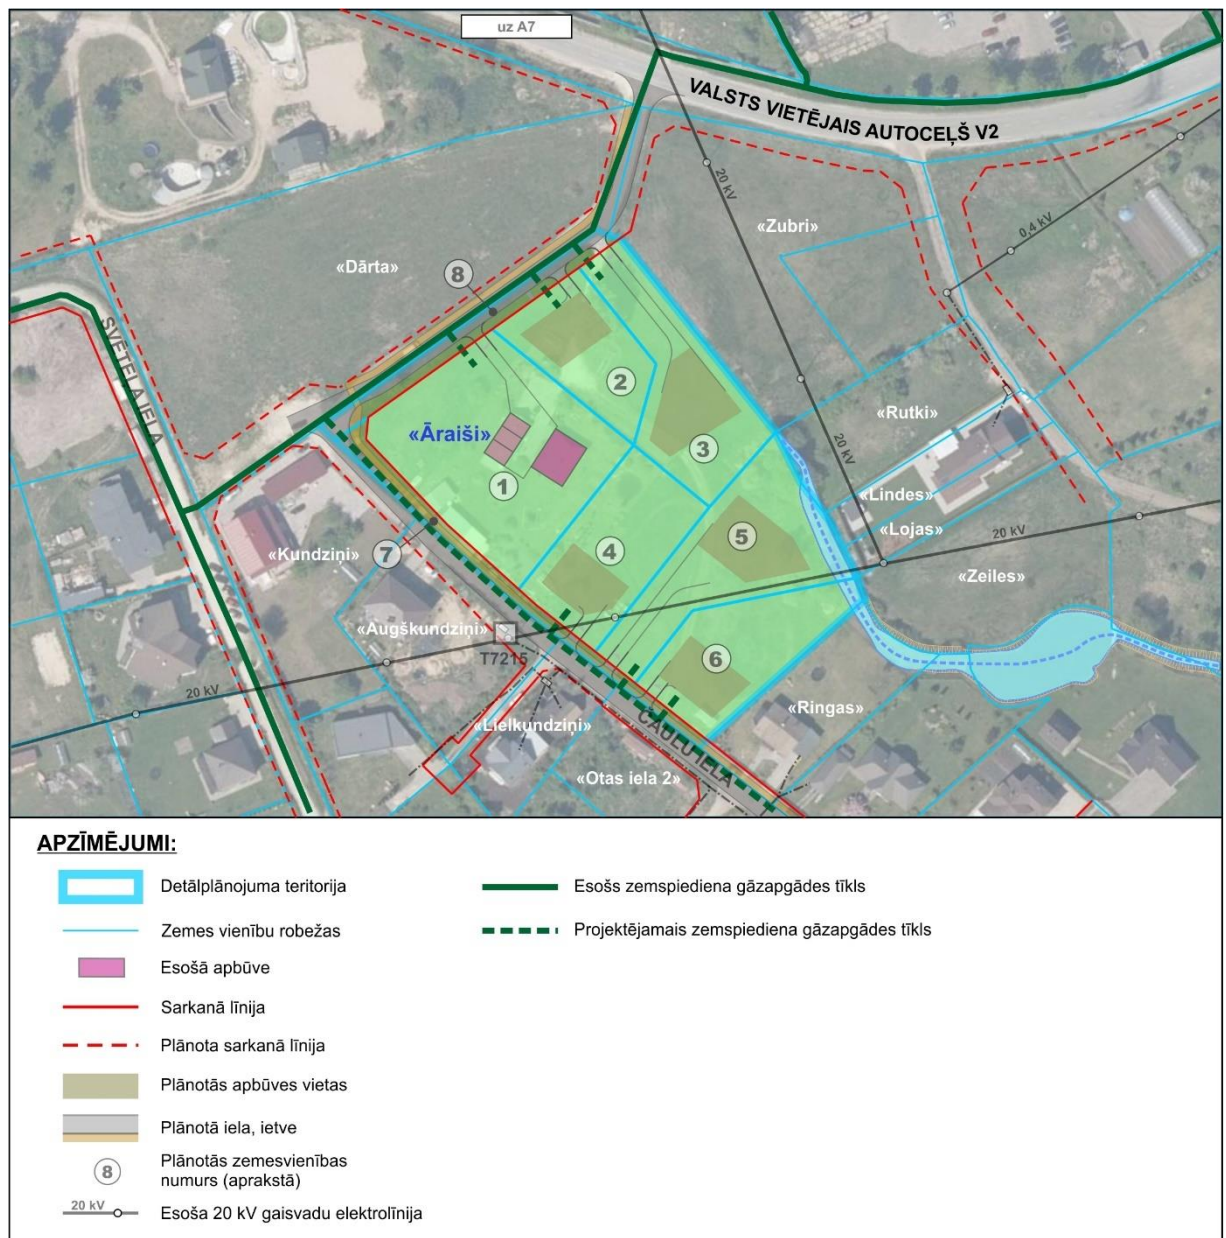 uz A7
VALSTS VIETĒJAIS AUTOCEĻŠ V2
20 kV
0,4 kV
«Zubri»
«Dārta»
8
SVETEĻA IELA
2
«Āraiši»
3
«Rutki»
20 kV
1
«Lindes»
«Lojas»
20 kV
5
7
«Kundziņi»
4
«Zeiles»
«Augškundziņi»
T7215
6
20 kV
«Lielkundziņi»
«Ringas»
CAUĻU IELA
«Otas iela 2»
APZĪMĒJUMI:
Detālplānojuma teritorija
Zemes vienību robežas
Esošā apbūve
Sarkanā līnija
Plānota sarkanā līnija
Plānotās apbūves vietas
Plānotā iela, ietve
8
Plānotās zemesvienības
numurs (aprakstā)
20 kV
Esoša 20 kV gaisvadu elektrolīnija
Esošs zemspiediena gāzapgādes tīkls
Projektējamais zemspiediena gāzapgādes tīkls